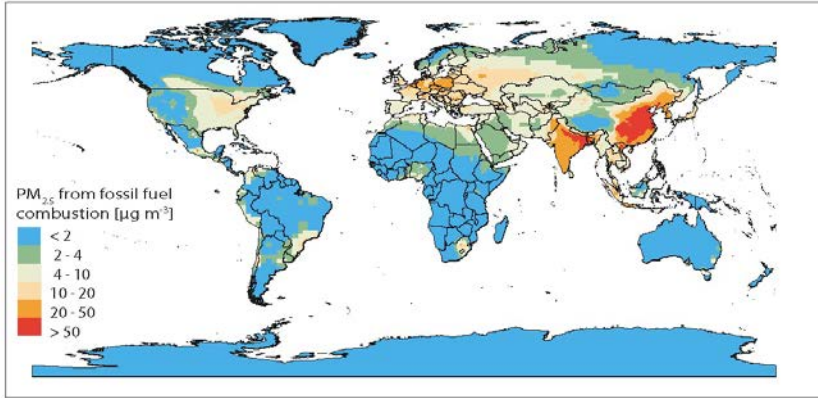 PM2.5 from fossil fuel
combustion [µg m-3]
< 2
2 - 4
4 - 10
10 - 20
20 - 50
> 50